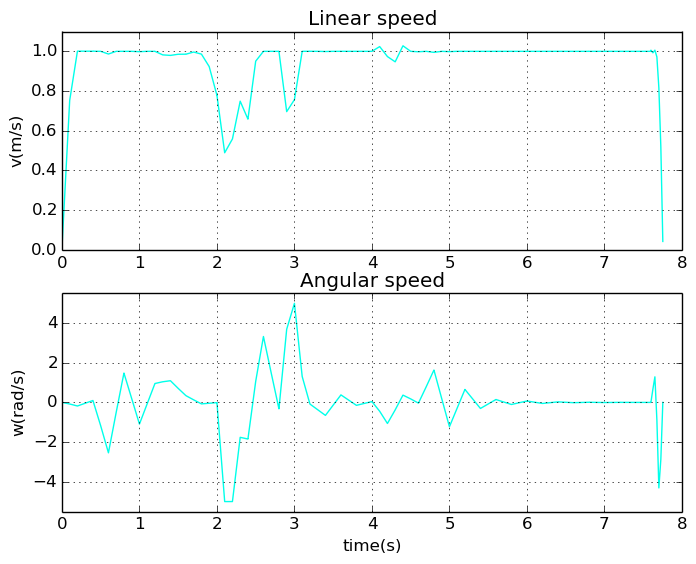 Linear speed
v(m/s)
1.0
0.8
0.6
0.4
0.2
0.0
0 1 2 3 4 5 6 7 8
Angular speed
w(rad/s)
4
2
0
−2
−4
0 1 2 3 4 5 6 7 8
time(s)